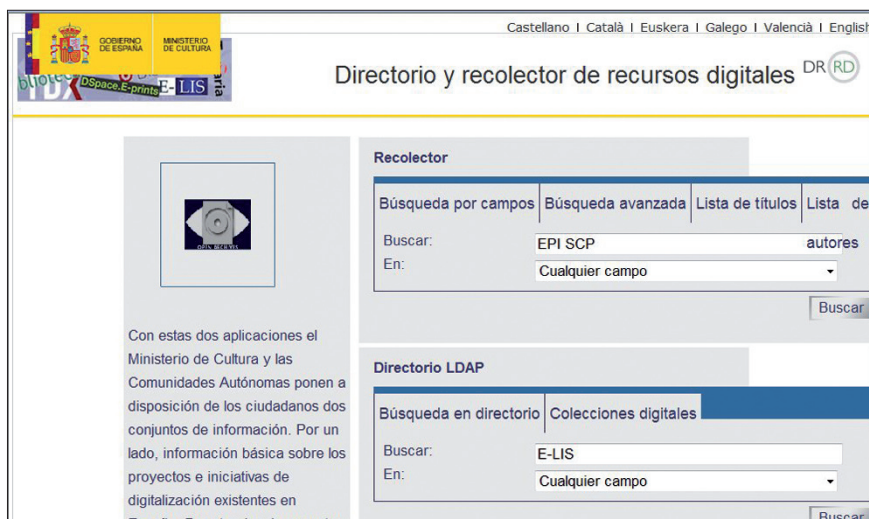 Castellano | Català | Euskera | Galego | Valencià | English
GOBIERNO DE ESPAÑA
MINISTERIO DE CULTURA
DSpace.E-prints E-LIS
Directorio y recolector de recursos digitales DR RD
OPEN ARCHIVES
Con estas dos aplicaciones el
Ministerio de Cultura y las
Comunidades Autónomas ponen a
disposición de los ciudadanos dos
conjuntos de información. Por un
lado, información básica sobre los
proyectos e iniciativas de
digitalización existentes en
Recolector
Búsqueda por campos Búsqueda avanzada Lista de títulos Lista de autores
Buscar: EPI SCP
En: Cualquier campo
Buscar
Directorio LDAP
Búsqueda en directorio Colecciones digitales
Buscar: E-LIS
En: Cualquier campo
Buscar